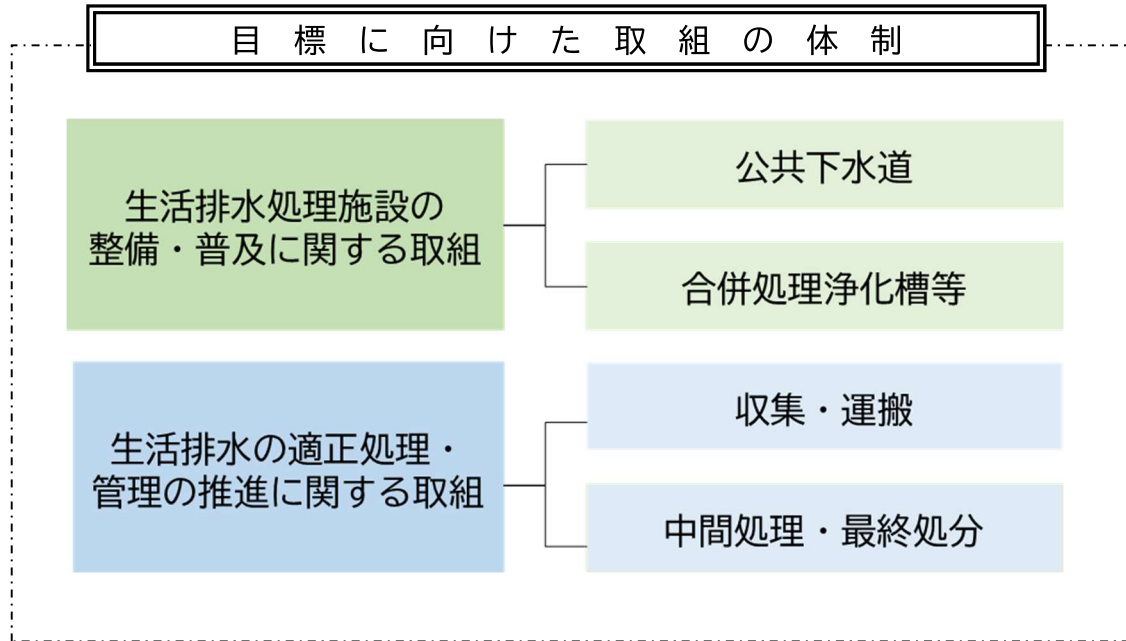 目標に向けた取組の体制
生活排水処理施設の
整備・普及に関する取組
公共下水道
合併処理浄化槽等
生活排水の適正処理・
管理の推進に関する取組
収集・運搬
中間処理・最終処分